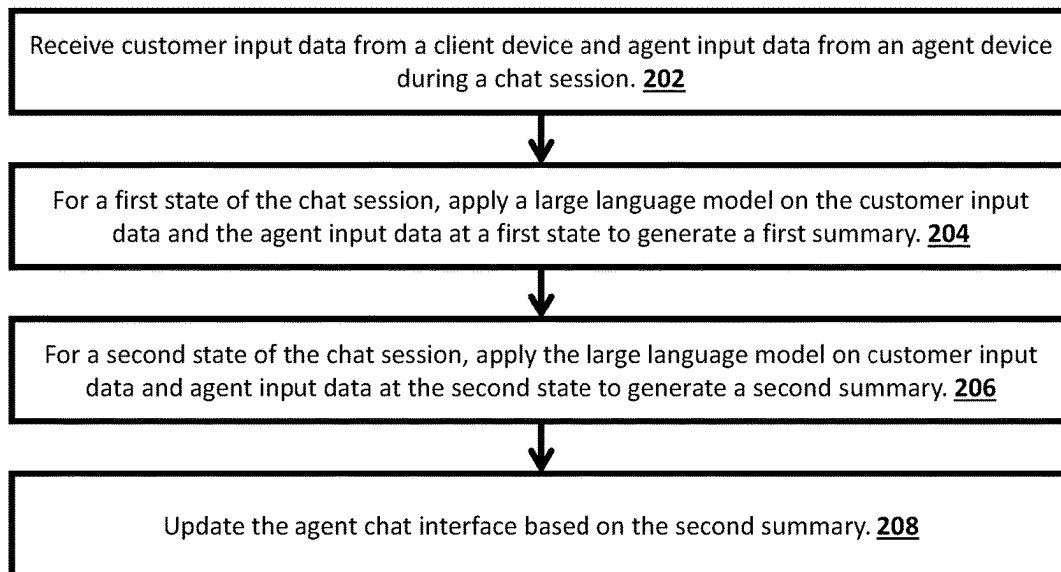 Receive customer input data from a client device and agent input data from an agent device
during a chat session. 202
For a first state of the chat session, apply a large language model on the customer input
data and the agent input data at a first state to generate a first summary. 204
For a second state of the chat session, apply the large language model on customer input
data and agent input data at the second state to generate a second summary. 206
Update the agent chat interface based on the second summary. 208